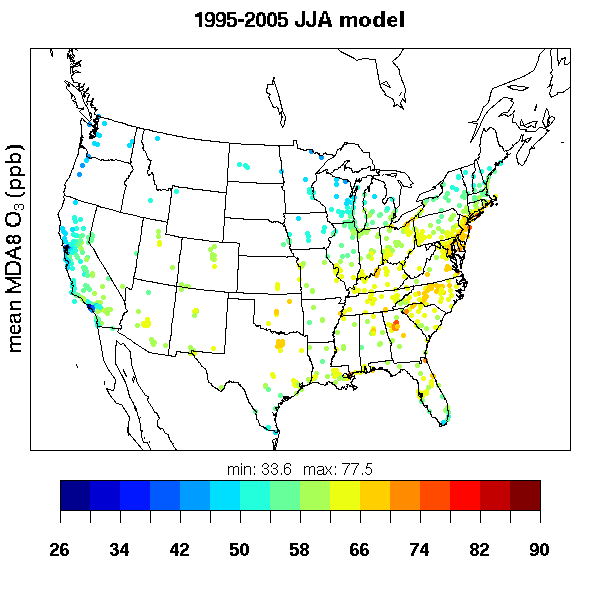 1995-2005 JJA model
mean MDA8 O3 (ppb)
min: 33.6 max: 77.5
26 34 42 50 58 66 74 82 90